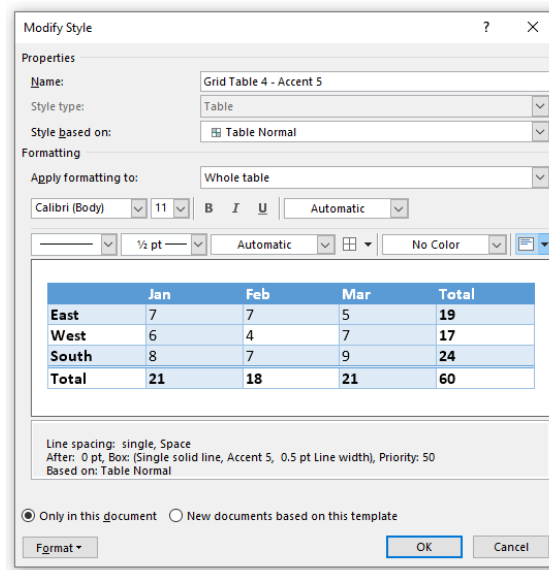 Modify Style ? ×
Properties
Name: Grid Table 4 - Accent 5
Style type: Table
Style based on: Table Normal
Formatting
Apply formatting to: Whole table
Calibri (Body) 11 B I U Automatic
½ pt Automatic No Color
Jan Feb Mar Total
East 7 7 5 19
West 6 4 7 17
South 8 7 9 24
Total 21 18 21 60
Line spacing: single, Space
After: 0 pt, Box: (Single solid line, Accent 5, 0.5 pt Line width), Priority: 50
Based on: Table Normal
Only in this document New documents based on this template
Format OK Cancel